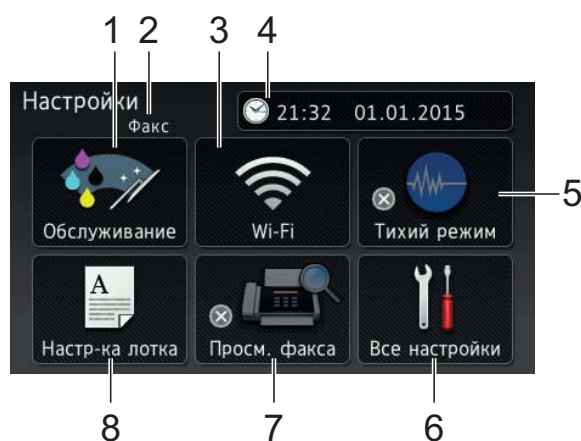 1 2 3 4
Настройки
Факс
21:32 01.01.2015
5
Обслуживание
Wi-Fi
Тихий режим
A
Настр-ка лотка
Просм. факса
Все настройки
8 7 6